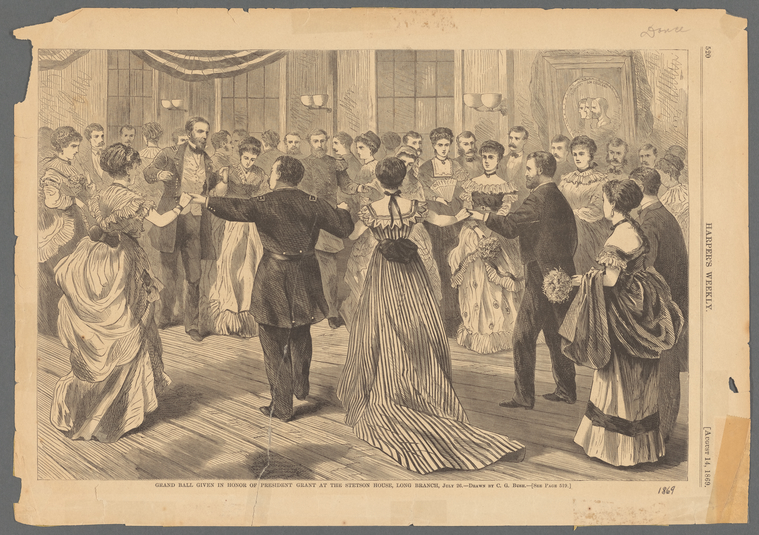 Dance
520
HARPER'S WEEKLY.
[August 14, 1869.
GRAND BALL GIVEN IN HONOR OF PRESIDENT GRANT AT THE STETSON HOUSE, LONG BRANCH, July 26.—Drawn by C. G. Bush.—[See Page 519.]
1869